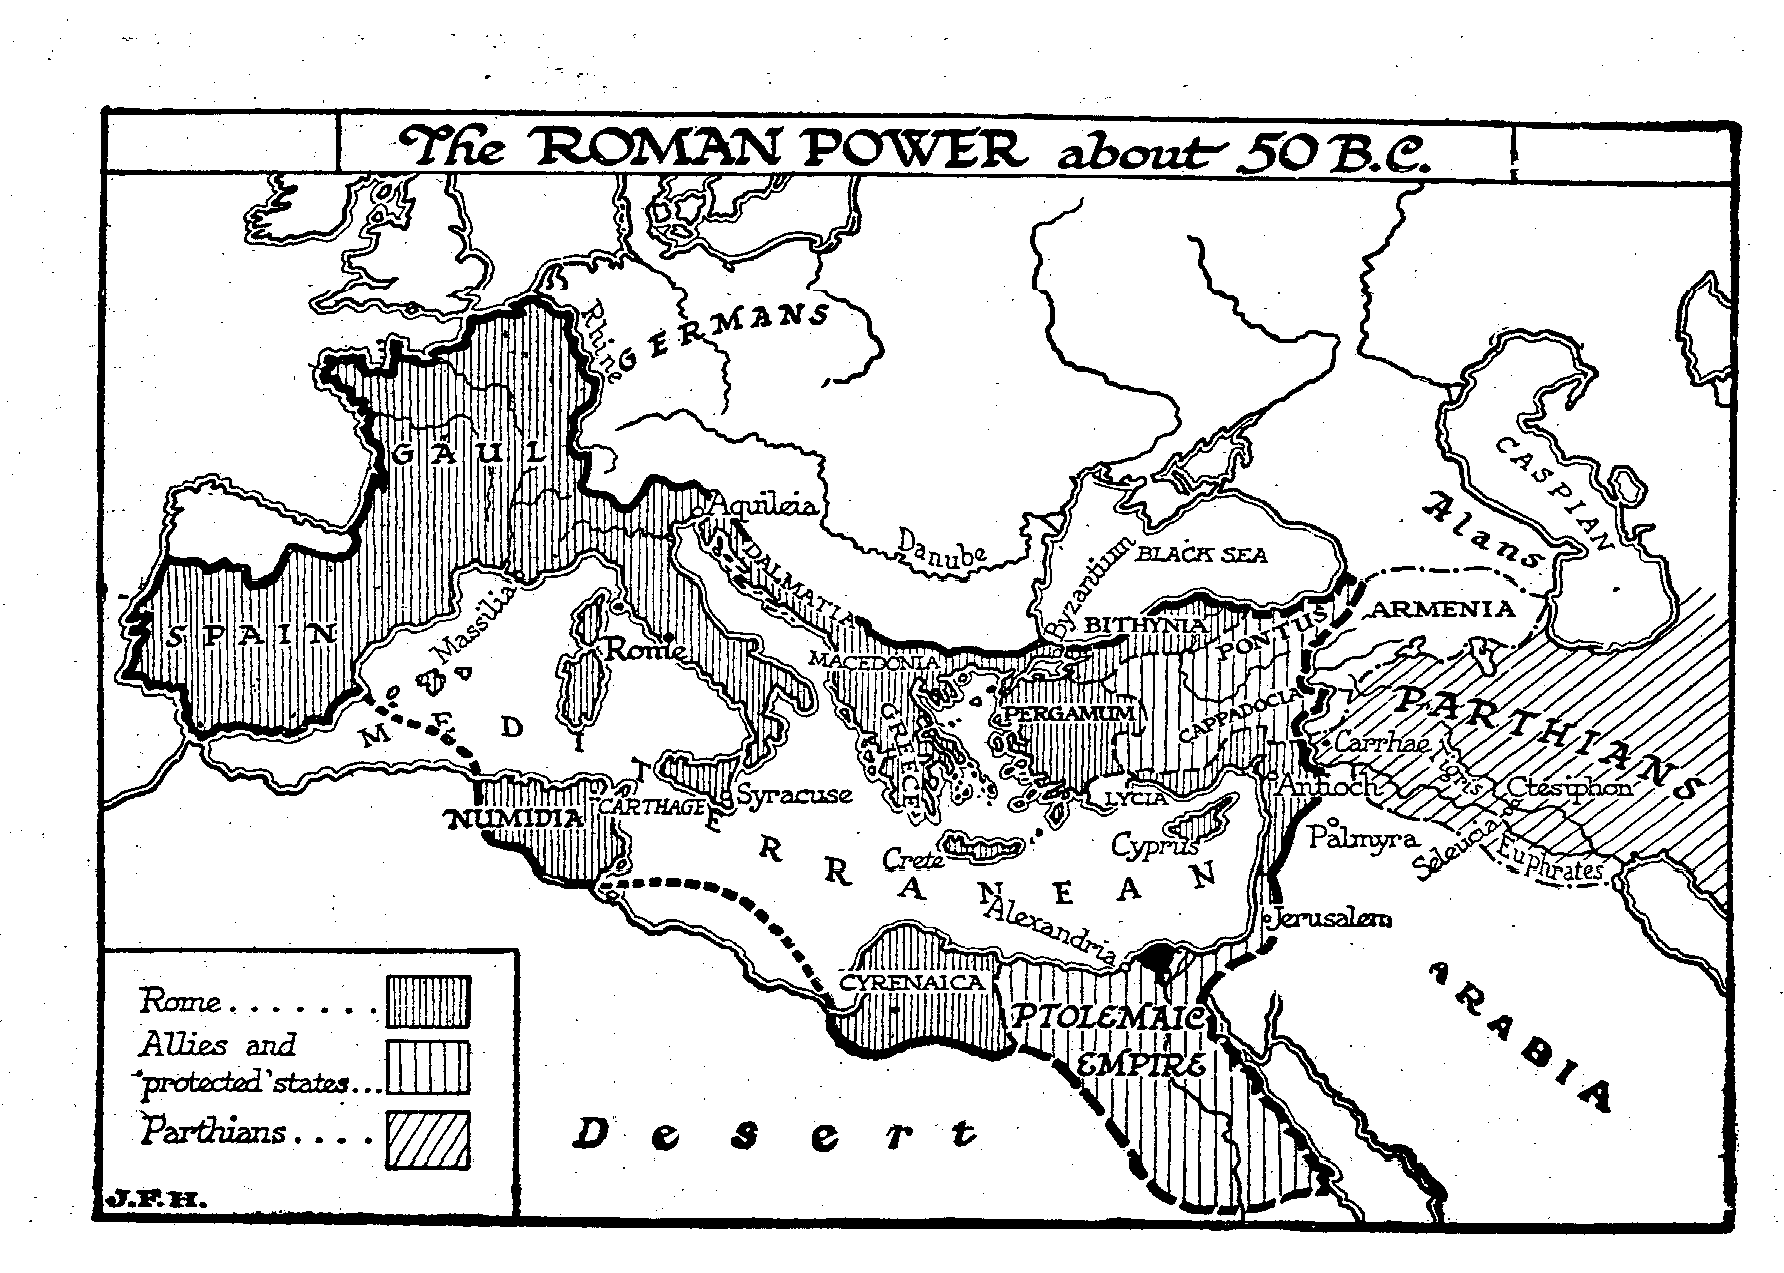 The ROMAN POWER about 50 B.C.
GERMANS
Rhine
GAUL
Aquileia
CASPIAN
Alans
Danube
BLACK SEA
Byzantium
DALMATIA
Massilia
SPAIN
Rome
ARMENIA
BITHYNIA
PONTUS
MACEDONIA
PARTHIANS
PERGAMUM
CAPPADOCIA
GREECE
Carrhae
Tigris
Ctesiphon
MEDITERRANEAN
Antioch
LYCIA
Syracuse
CARTHAGE
NUMIDIA
Palmyra
Seleucia
Euphrates
Crete
Cyprus
Alexandria
Jerusalem
CYRENAICA
PTOLEMAIC
EMPIRE
ARABIA
Desert
Rome.......
Allies and
'protected' states...
Parthians....
J.F.H.